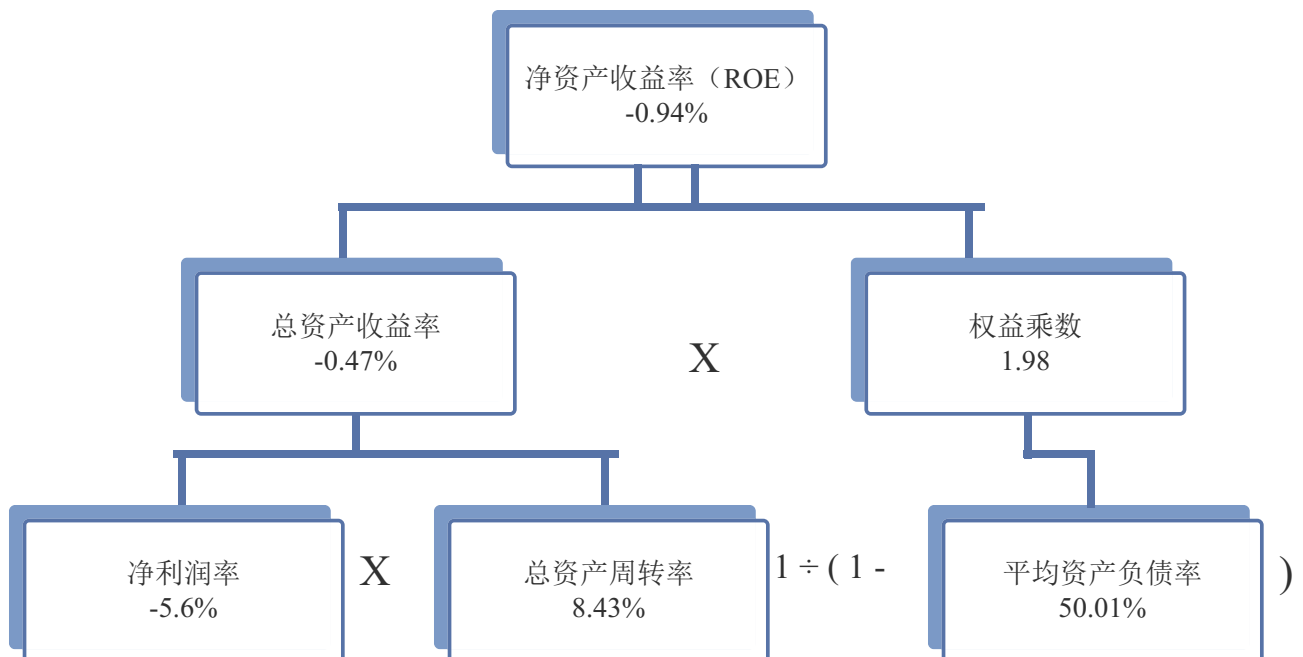 净资产收益率（ROE）
-0.94%
总资产收益率
-0.47%
X
权益乘数
1.98
净利润率
-5.6%
X
总资产周转率
8.43%
1 ÷ ( 1 -
平均资产负债率
50.01%
)